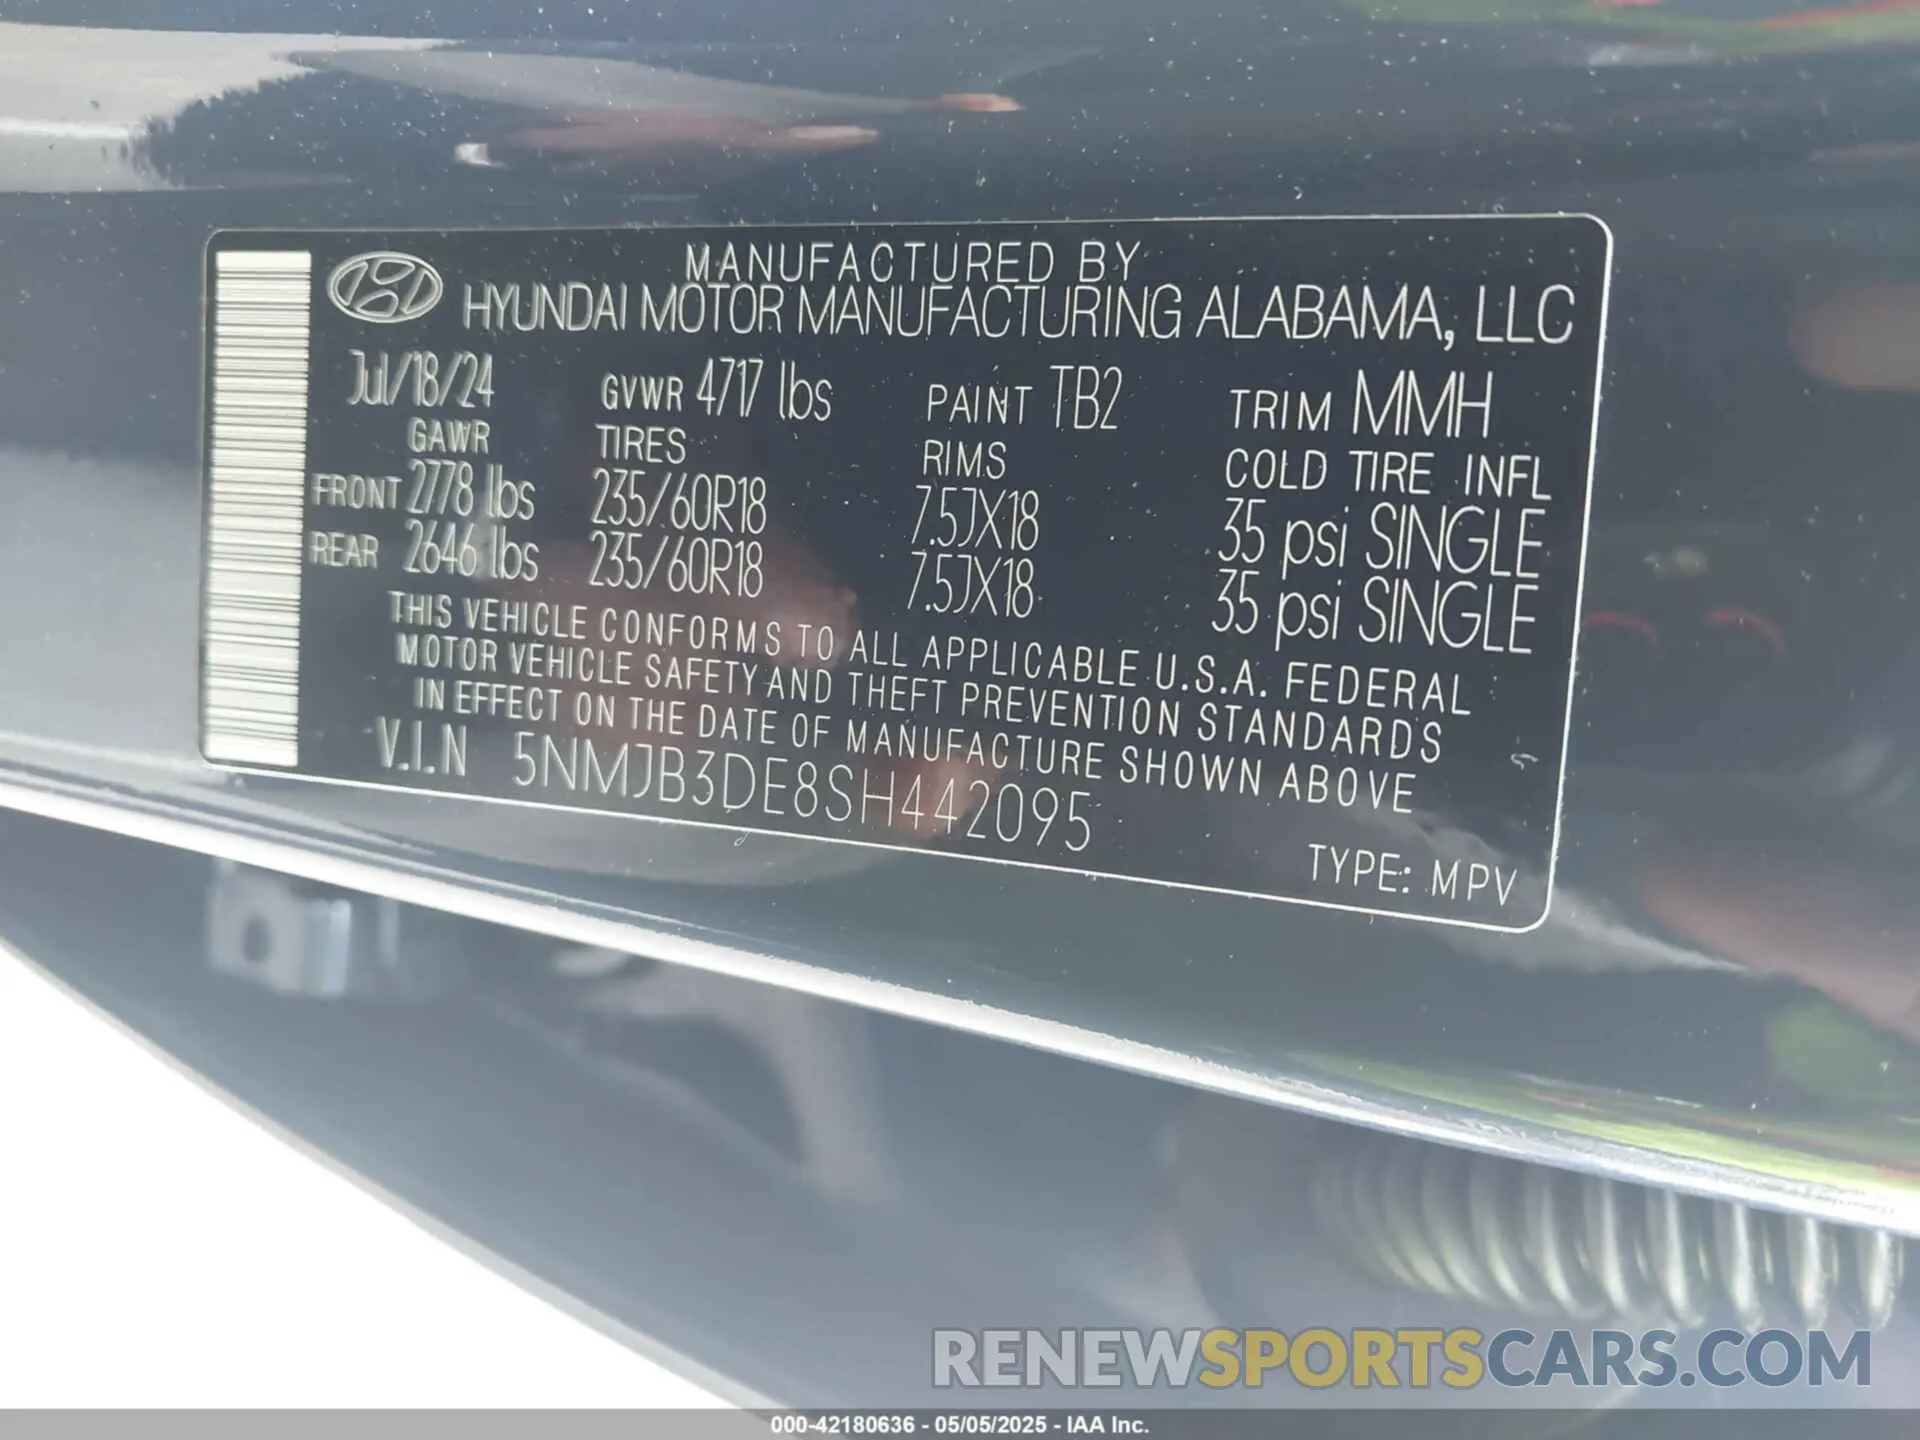 MANUFACTURED BY
HYUNDAI MOTOR MANUFACTURING ALABAMA, LLC
Jul/18/24 GVWR 4717 lbs PAINT TB2 TRIM MMH
GAWR TIRES RIMS COLD TIRE INFL
FRONT 2778 lbs 235/60R18 7.5JX18 35 psi SINGLE
REAR 2646 lbs 235/60R18 7.5JX18 35 psi SINGLE
THIS VEHICLE CONFORMS TO ALL APPLICABLE U.S.A. FEDERAL
MOTOR VEHICLE SAFETY AND THEFT PREVENTION STANDARDS
IN EFFECT ON THE DATE OF MANUFACTURE SHOWN ABOVE
V.I.N 5NMJB3DE8SH442095
TYPE: MPV
RENEWSPORTSCARS.COM
000-42180636 - 05/05/2025 - IAA Inc.